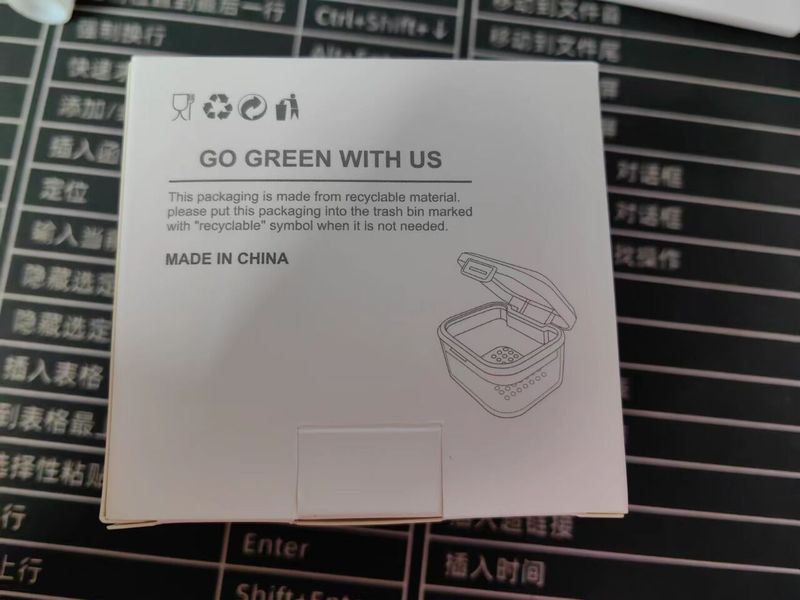 Ctrl+Shift+↓
移动到文件首
强制换行
移动到文件尾
添加/
插入函
GO GREEN WITH US
对话框
This packaging is made from recyclable material.
please put this packaging into the trash bin marked
with "recyclable" symbol when it is not needed.
定位
对话框
输入当前
找操作
MADE IN CHINA
隐藏选定
隐藏选定
插入表格
到表格最上
选择性粘贴
行
Enter
插入超链接
上行
Shift+Enter
插入时间